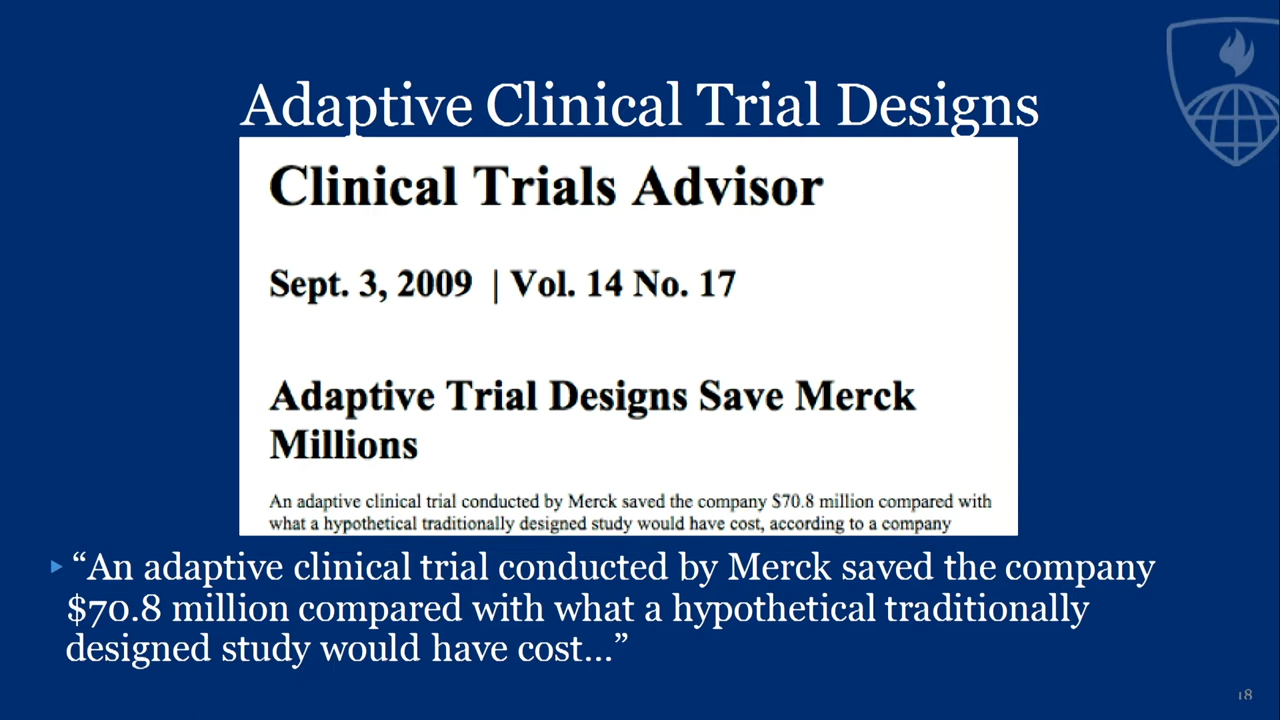 Adaptive Clinical Trial Designs
Clinical Trials Advisor
Sept. 3, 2009 | Vol. 14 No. 17
Adaptive Trial Designs Save Merck
Millions
An adaptive clinical trial conducted by Merck saved the company $70.8 million compared with
what a hypothetical traditionally designed study would have cost, according to a company
▸ “An adaptive clinical trial conducted by Merck saved the company
$70.8 million compared with what a hypothetical traditionally
designed study would have cost...”
18